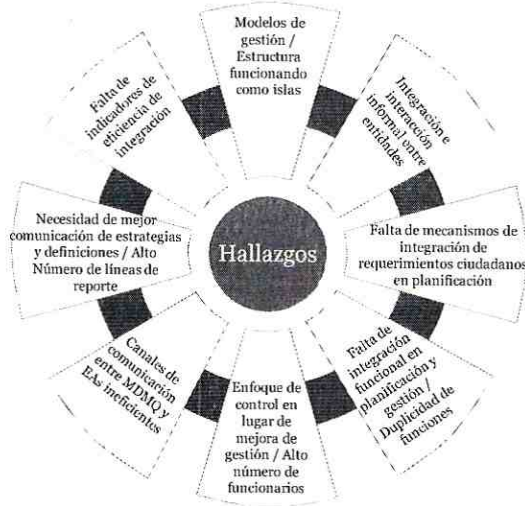 Modelos de
gestión /
Estructura
funcionando
como islas
Integración e
interacción
informal entre
entidades
Falta de mecanismos de
integración de
requerimientos ciudadanos
en planificación
Falta de
integración
funcional en
planificación y
gestión /
Duplicidad de
funciones
Enfoque de
control en
lugar de
mejora de
gestión / Alto
número de
funcionarios
Canales de
comunicación
entre MDMQ y
EAs ineficientes
Necesidad de mejor
comunicación de estrategias
y definiciones / Alto
Número de líneas de
reporte
Falta de
indicadores de
eficiencia de
integración
Hallazgos